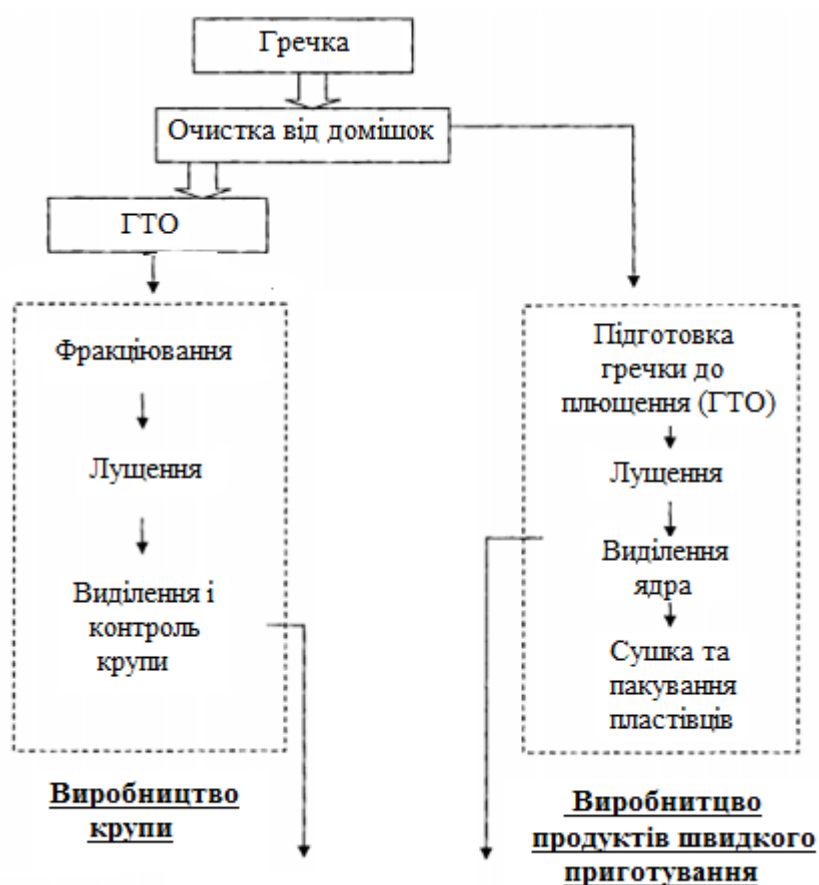 Гречка
Очистка від домішок
ГТО
Фракціювання
Лущення
Виділення і
контроль
крупи
Виробництво
крупи
Підготовка
гречки до
плющення (ГТО)
Лущення
Виділення
ядра
Сушка та
пакування
пластівців
Виробнитцво
продуктів швидкого
приготування